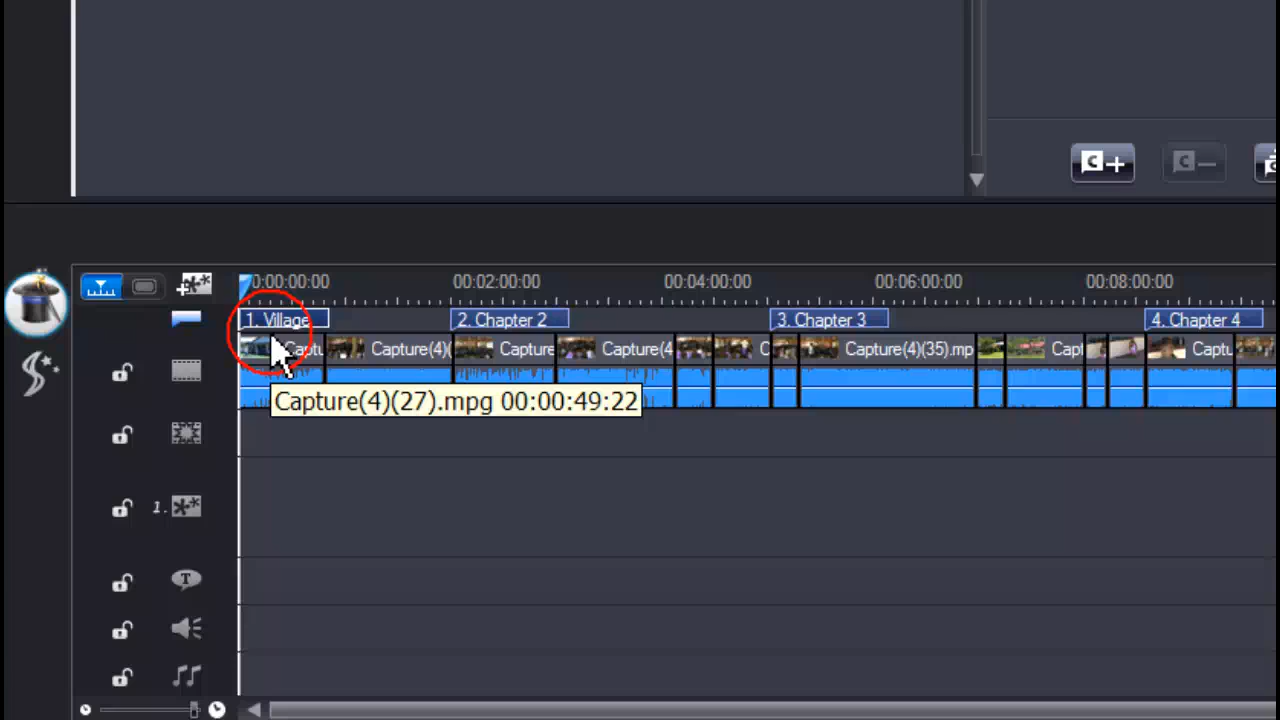 C+
C-
0:00:00:00 00:02:00:00 00:04:00:00 00:06:00:00 00:08:00:00
1. Village 2. Chapter 2 3. Chapter 3 4. Chapter 4
Captu Capture(4)( Capture Capture(4 C Capture(4)(35).mp Capt Captu
Capture(4)(27).mpg 00:00:49:22
1.
T